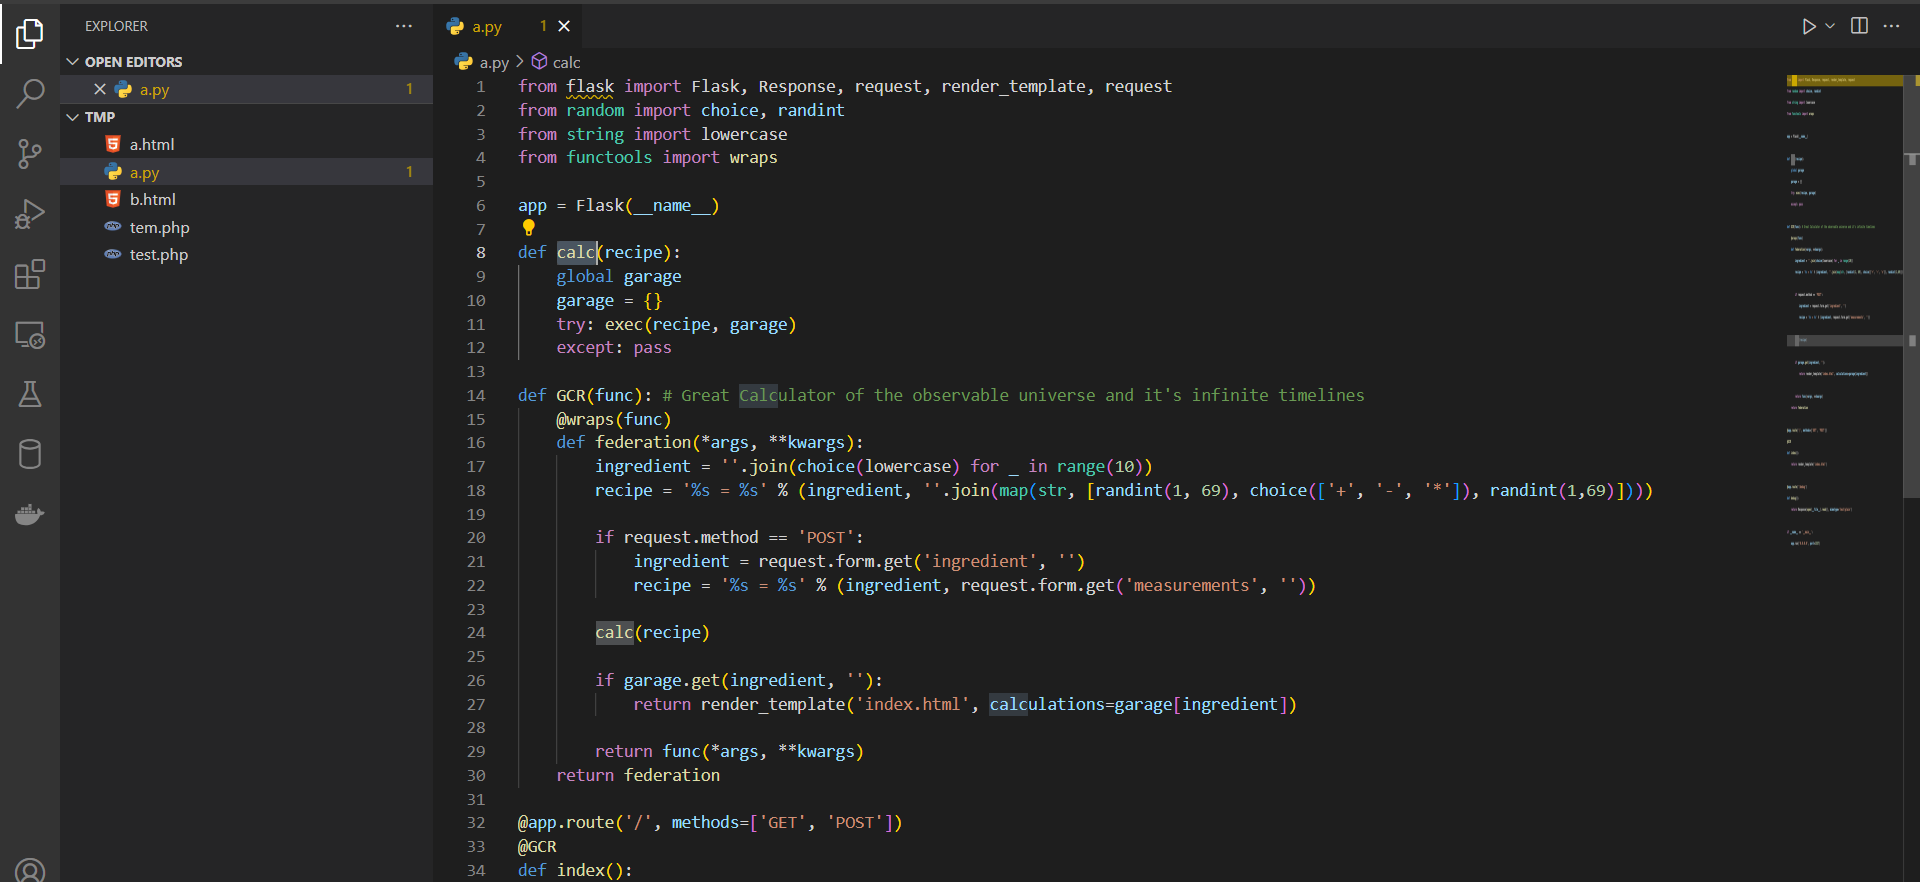 EXPLORER
OPEN EDITORS
a.py 1
TMP
a.html
a.py 1
b.html
tem.php
test.php
a.py 1
a.py > calc
1 from flask import Flask, Response, request, render_template, request
2 from random import choice, randint
3 from string import lowercase
4 from functools import wraps
5
6 app = Flask(__name__)
7
8 def calc(recipe):
9     global garage
10     garage = {}
11     try: exec(recipe, garage)
12     except: pass
13
14 def GCR(func): # Great Calculator of the observable universe and it's infinite timelines
15     @wraps(func)
16     def federation(*args, **kwargs):
17         ingredient = ''.join(choice(lowercase) for _ in range(10))
18         recipe = '%s = %s' % (ingredient, ''.join(map(str, [randint(1, 69), choice(['+', '-', '*']), randint(1,69)])))
19
20         if request.method == 'POST':
21             ingredient = request.form.get('ingredient', '')
22             recipe = '%s = %s' % (ingredient, request.form.get('measurements', ''))
23
24         calc(recipe)
25
26         if garage.get(ingredient, ''):
27             return render_template('index.html', calculations=garage[ingredient])
28
29         return func(*args, **kwargs)
30     return federation
31
32 @app.route('/', methods=['GET', 'POST'])
33 @GCR
34 def index():